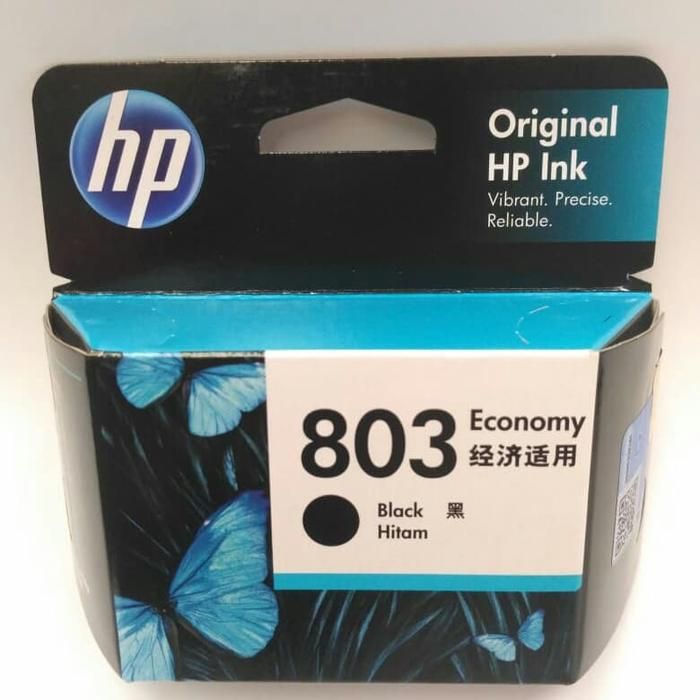 hp
Original
HP Ink
Vibrant. Precise.
Reliable.
803 Economy
经济适用
Black 黑
Hitam